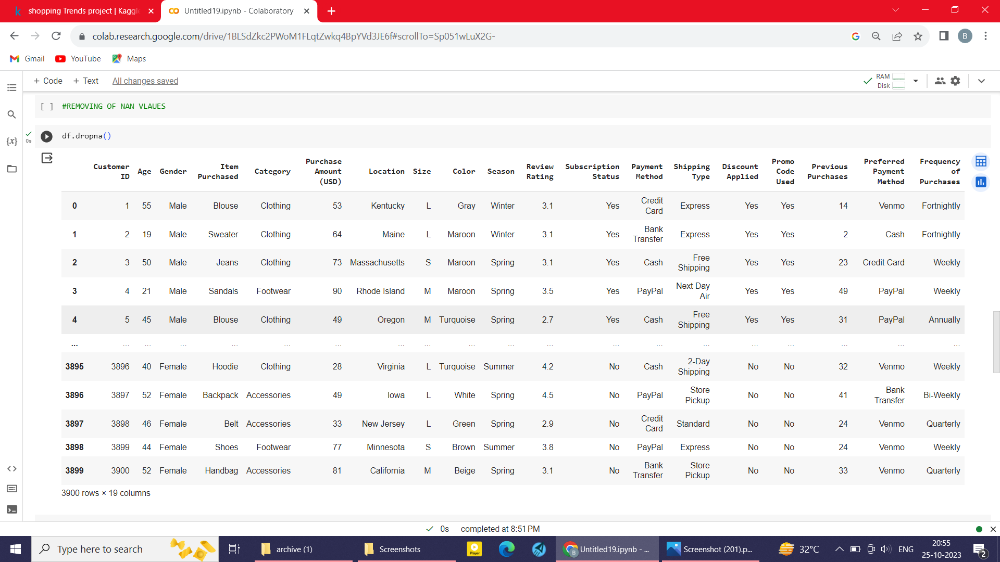 shopping Trends project | Kaggle
Untitled19.ipynb - Colaboratory
colab.research.google.com/drive/1BLSdZkc2PWoM1FLqtZwkq4BpYVd3JE6f#scrollTo=Sp051wLuX2G-
B
Gmail YouTube Maps
+ Code + Text All changes saved
RAM
Disk
[ ] #REMOVING OF NAN VLAUES
{x}
0s
df.dropna()
Customer ID Age Gender Item Purchased Category Purchase Amount (USD) Location Size Color Season Review Rating Subscription Status Payment Method Shipping Type Discount Applied Promo Code Used Previous Purchases Preferred Payment Method Frequency of Purchases
0 1 55 Male Blouse Clothing 53 Kentucky L Gray Winter 3.1 Yes Credit Card Express Yes Yes 14 Venmo Fortnightly
1 2 19 Male Sweater Clothing 64 Maine L Maroon Winter 3.1 Yes Bank Transfer Express Yes Yes 2 Cash Fortnightly
2 3 50 Male Jeans Clothing 73 Massachusetts S Maroon Spring 3.1 Yes Cash Free Shipping Yes Yes 23 Credit Card Weekly
3 4 21 Male Sandals Footwear 90 Rhode Island M Maroon Spring 3.5 Yes PayPal Next Day Air Yes Yes 49 PayPal Weekly
4 5 45 Male Blouse Clothing 49 Oregon M Turquoise Spring 2.7 Yes Cash Free Shipping Yes Yes 31 PayPal Annually
... ... ... ... ... ... ... ... ... ... ... ... ... ... ... ... ... ... ... ...
3895 3896 40 Female Hoodie Clothing 28 Virginia L Turquoise Summer 4.2 No Cash 2-Day Shipping No No 32 Venmo Weekly
3896 3897 52 Female Backpack Accessories 49 Iowa L White Spring 4.5 No PayPal Store Pickup No No 41 Bank Transfer Bi-Weekly
3897 3898 46 Female Belt Accessories 33 New Jersey L Green Spring 2.9 No Credit Card Standard No No 24 Venmo Quarterly
3898 3899 44 Female Shoes Footwear 77 Minnesota S Brown Summer 3.8 No PayPal Express No No 24 Venmo Weekly
3899 3900 52 Female Handbag Accessories 81 California M Beige Spring 3.1 No Bank Transfer Store Pickup No No 33 Venmo Quarterly
3900 rows × 19 columns
0s completed at 8:51 PM
Type here to search
archive (1)
Screenshots
Player
Untitled19.ipynb - ...
Screenshot (201).p...
32°C
ENG
20:55
25-10-2023
2